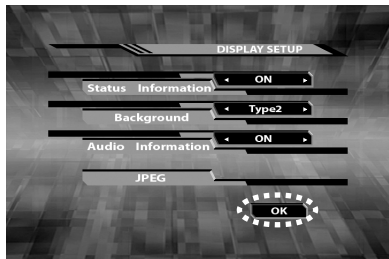 DISPLAY SETUP
Status Information ◂ ON ▸
Background ◂ Type2 ▸
Audio Information ◂ ON ▸
JPEG
OK